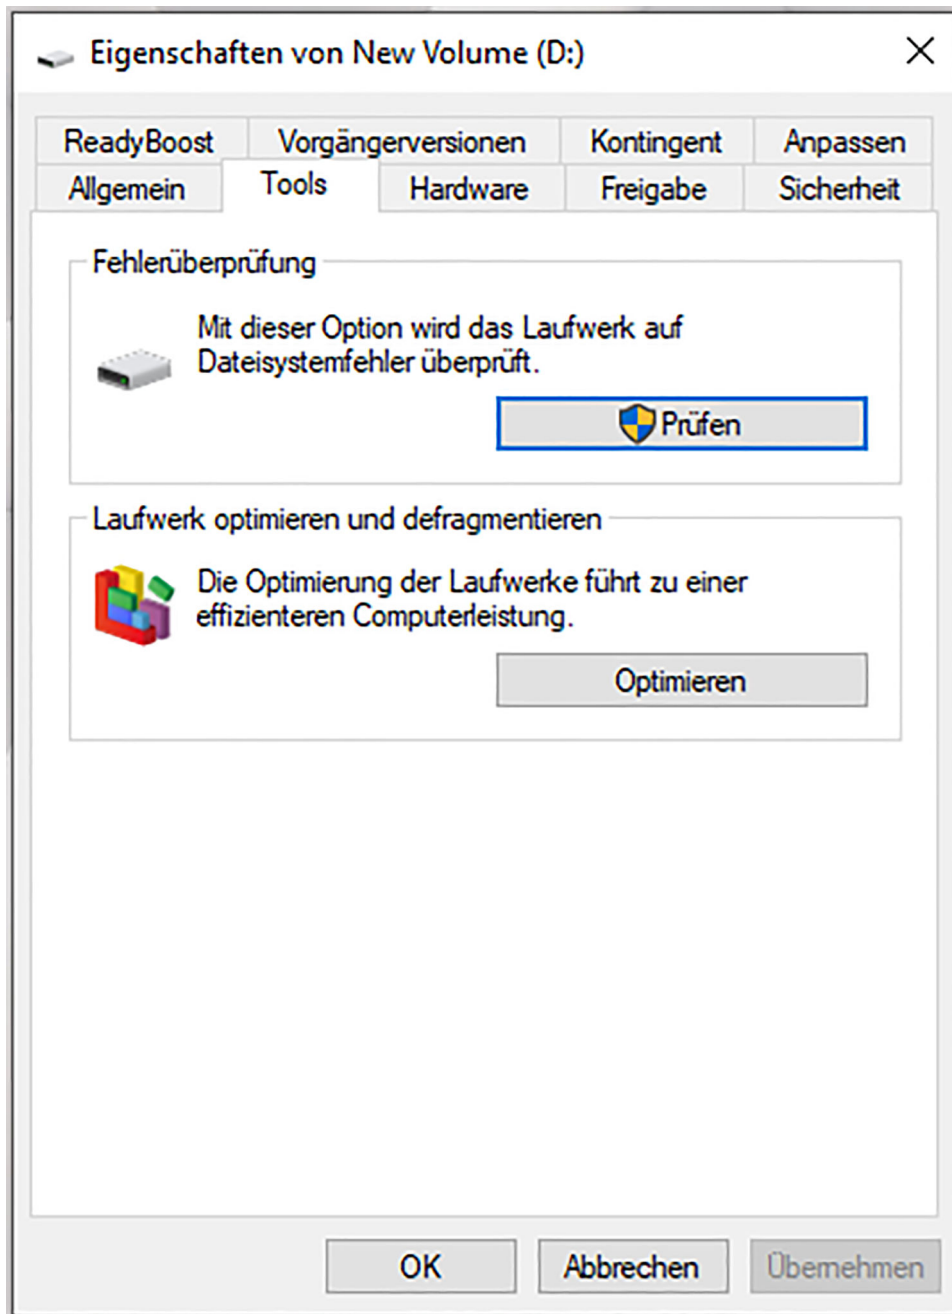 Eigenschaften von New Volume (D:)
ReadyBoost Vorgängerversionen Kontingent Anpassen
Allgemein Tools Hardware Freigabe Sicherheit
Fehlerüberprüfung
Mit dieser Option wird das Laufwerk auf
Dateisystemfehler überprüft.
Prüfen
Laufwerk optimieren und defragmentieren
Die Optimierung der Laufwerke führt zu einer
effizienteren Computerleistung.
Optimieren
OK Abbrechen Übernehmen